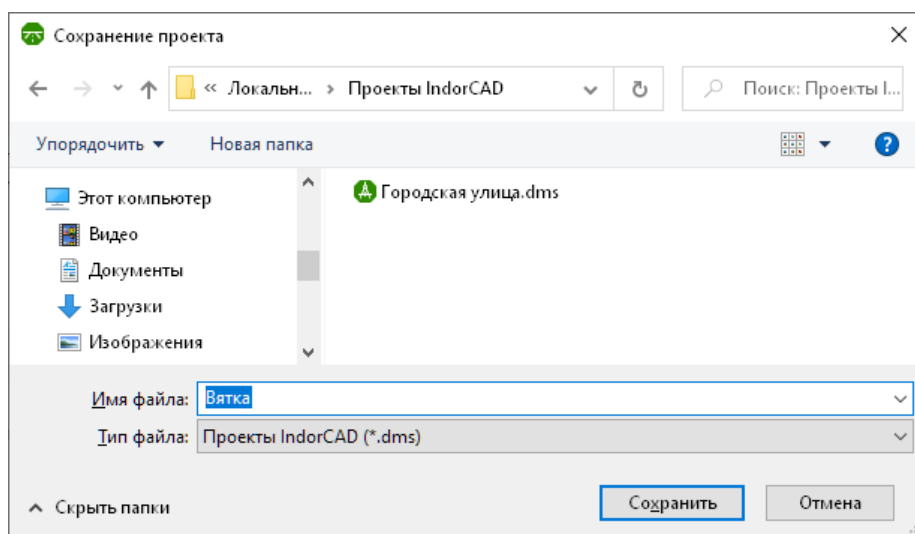 Сохранение проекта
« Локальн... › Проекты IndorCAD
Поиск: Проекты I...
Упорядочить
Новая папка
Этот компьютер
Видео
Документы
Загрузки
Изображения
Городская улица.dms
Имя файла: Вятка
Тип файла: Проекты IndorCAD (*.dms)
Скрыть папки
Сохранить
Отмена